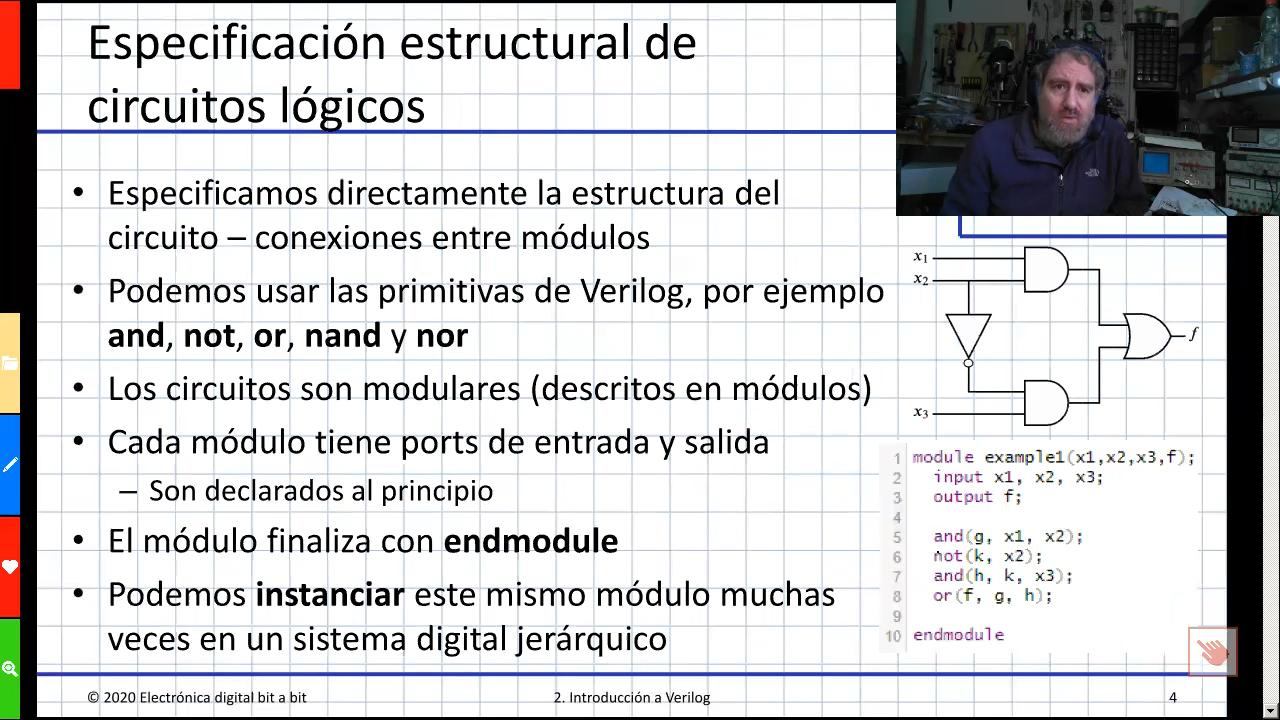 Especificación estructural de
circuitos lógicos
• Especificamos directamente la estructura del
circuito – conexiones entre módulos
• Podemos usar las primitivas de Verilog, por ejemplo
and, not, or, nand y nor
• Los circuitos son modulares (descritos en módulos)
• Cada módulo tiene ports de entrada y salida
– Son declarados al principio
• El módulo finaliza con endmodule
• Podemos instanciar este mismo módulo muchas
veces en un sistema digital jerárquico
x1
x2
f
x3
1 module example1(x1,x2,x3,f);
2 input x1, x2, x3;
3 output f;
4
5 and(g, x1, x2);
6 not(k, x2);
7 and(h, k, x3);
8 or(f, g, h);
9
10 endmodule
© 2020 Electrónica digital bit a bit
2. Introducción a Verilog
4